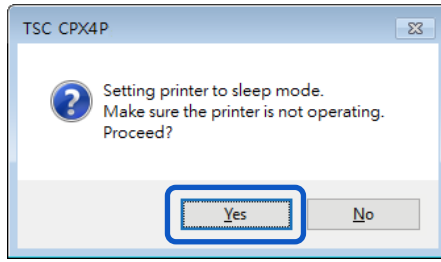 TSC CPX4P
Setting printer to sleep mode.
Make sure the printer is not operating.
Proceed?
Yes
No